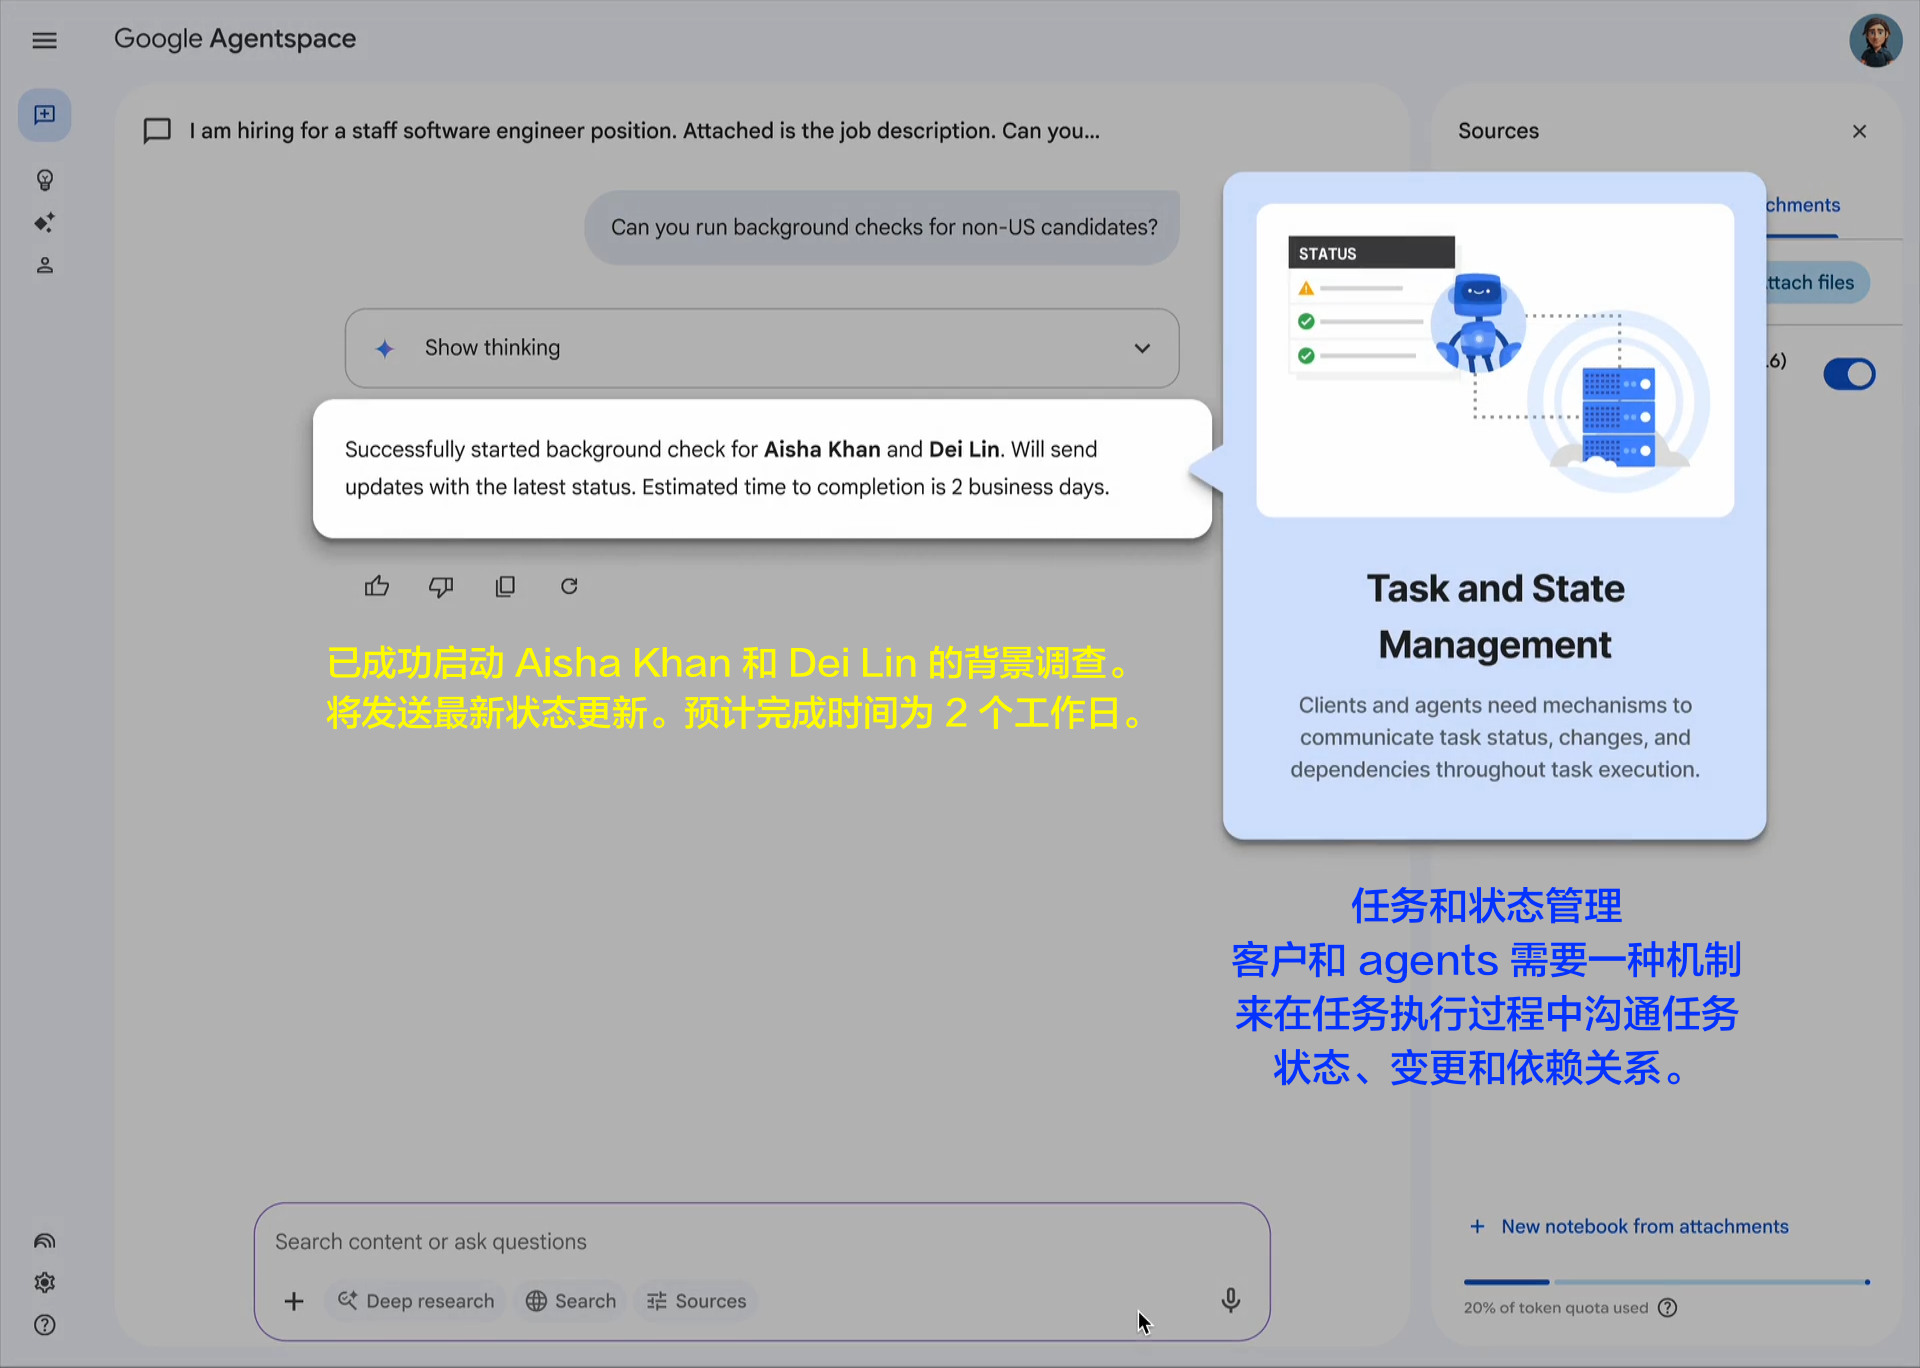 Google Agentspace
I am hiring for a staff software engineer position. Attached is the job description. Can you...
Can you run background checks for non-US candidates?
Show thinking
Successfully started background check for Aisha Khan and Dei Lin. Will send
updates with the latest status. Estimated time to completion is 2 business days.
已成功启动 Aisha Khan 和 Dei Lin 的背景调查。
将发送最新状态更新。预计完成时间为 2 个工作日。
Search content or ask questions
Deep research
Search
Sources
Sources
chments
ttach files
.6)
STATUS
Task and State
Management
Clients and agents need mechanisms to
communicate task status, changes, and
dependencies throughout task execution.
任务和状态管理
客户和 agents 需要一种机制
来在任务执行过程中沟通任务
状态、变更和依赖关系。
New notebook from attachments
20% of token quota used